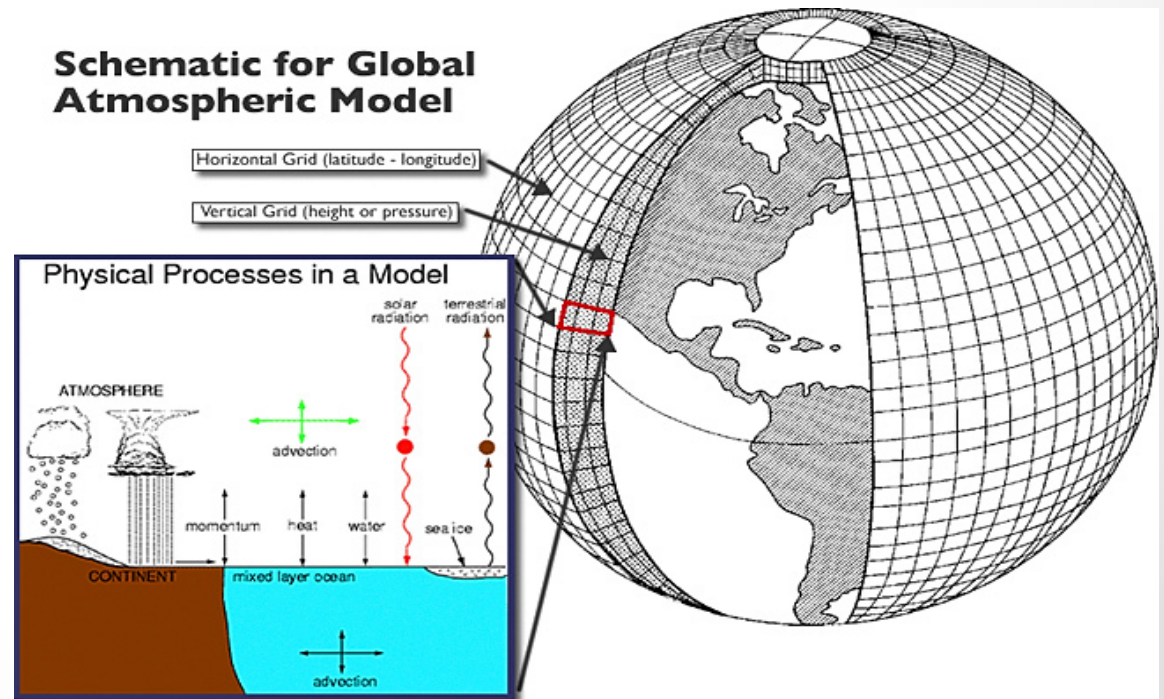 Schematic for Global
Atmospheric Model
Horizontal Grid (latitude - longitude)
Vertical Grid (height or pressure)
Physical Processes in a Model
solar
radiation
terrestrial
radiation
ATMOSPHERE
advection
momentum
heat
water
sea ice
CONTINENT
mixed layer ocean
advection